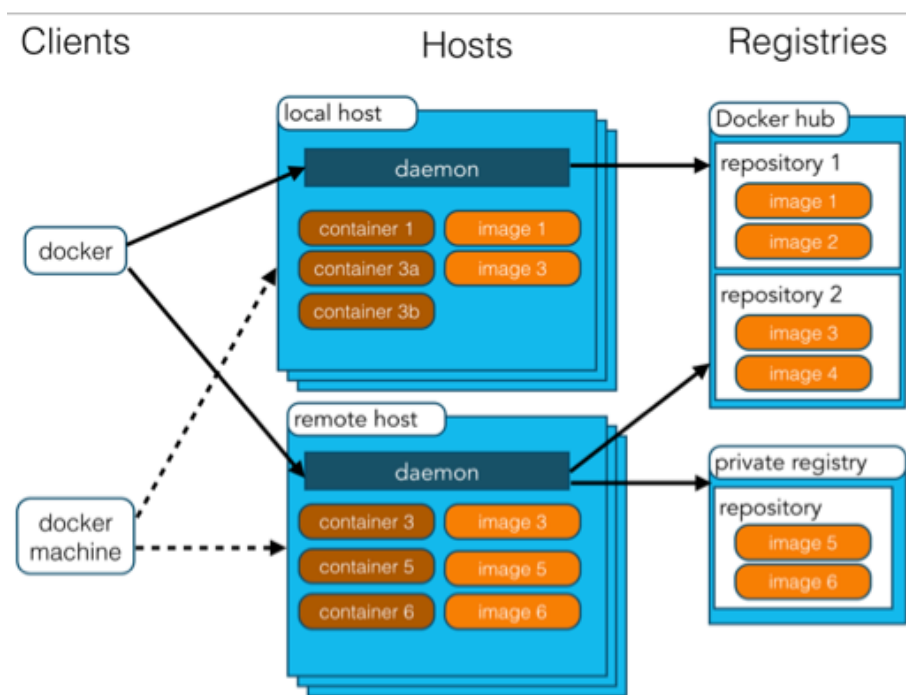 Clients
Hosts
Registries
local host
daemon
container 1
image 1
container 3a
image 3
container 3b
docker
remote host
daemon
container 3
image 3
container 5
image 5
container 6
image 6
docker
machine
Docker hub
repository 1
image 1
image 2
repository 2
image 3
image 4
private registry
repository
image 5
image 6